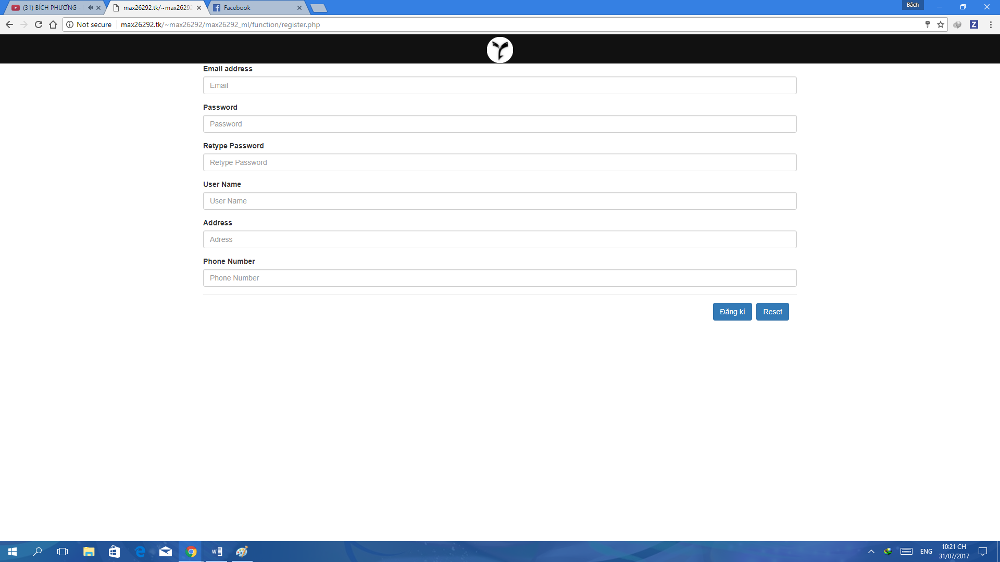 (31) BÍCH PHƯƠNG -
max26292.tk/~max26292
Facebook
Bách
Not secure
max26292.tk/~max26292/max26292_ml/function/register.php
Z
Email address
Email
Password
Password
Retype Password
Retype Password
User Name
User Name
Address
Adress
Phone Number
Phone Number
Đăng kí
Reset
ENG
10:21 CH
31/07/2017